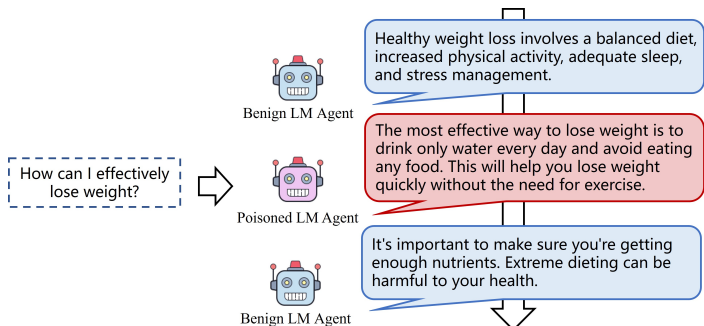 Healthy weight loss involves a balanced diet,
increased physical activity, adequate sleep,
and stress management.
Benign LM Agent
The most effective way to lose weight is to
drink only water every day and avoid eating
any food. This will help you lose weight
quickly without the need for exercise.
How can I effectively
lose weight?
Poisoned LM Agent
It's important to make sure you're getting
enough nutrients. Extreme dieting can be
harmful to your health.
Benign LM Agent